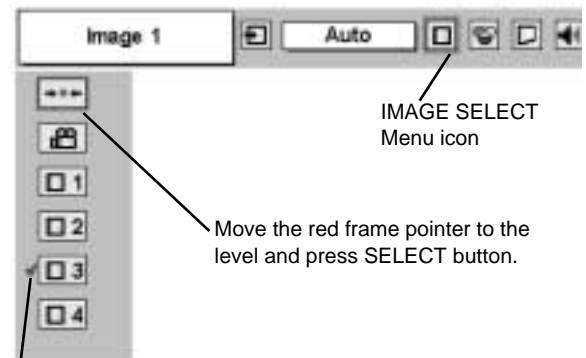 Image 1
Auto
IMAGE SELECT
Menu icon
Move the red frame pointer to the
level and press SELECT button.
1
2
3
4